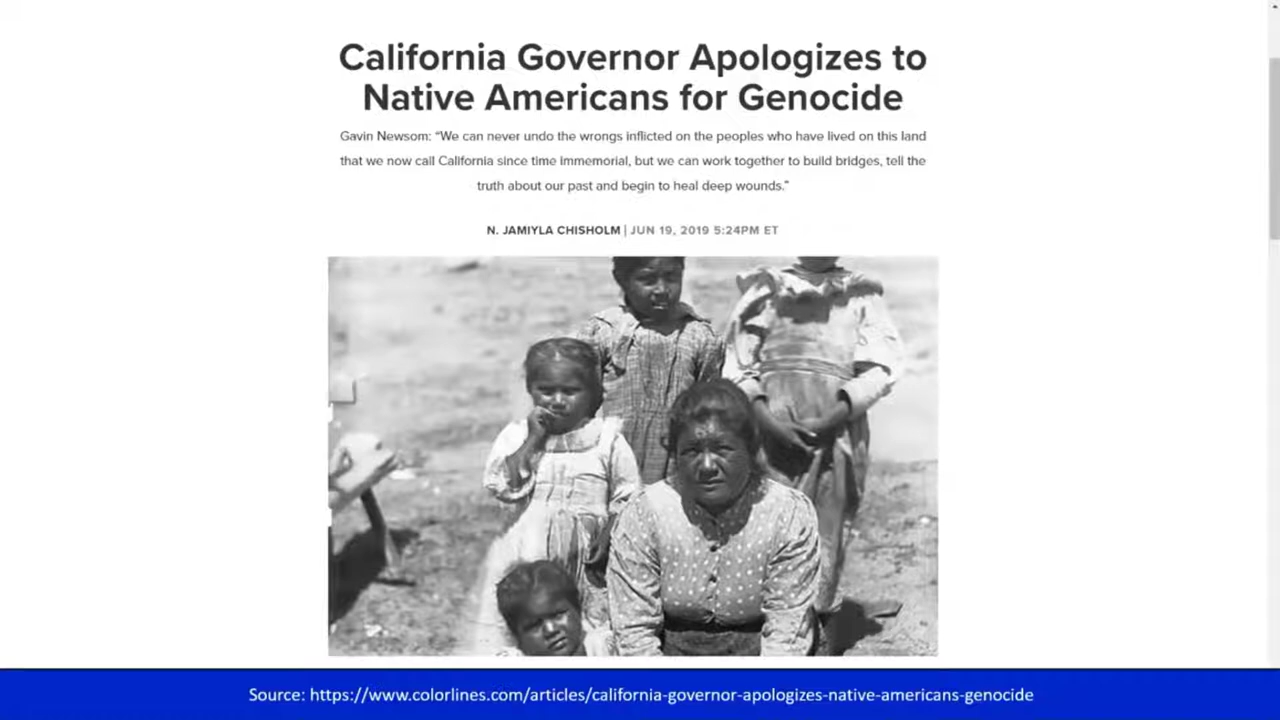 California Governor Apologizes to
Native Americans for Genocide
Gavin Newsom: “We can never undo the wrongs inflicted on the peoples who have lived on this land
that we now call California since time immemorial, but we can work together to build bridges, tell the
truth about our past and begin to heal deep wounds.”
N. JAMIYLA CHISHOLM | JUN 19, 2019 5:24PM ET
Source: https://www.colorlines.com/articles/california-governor-apologizes-native-americans-genocide